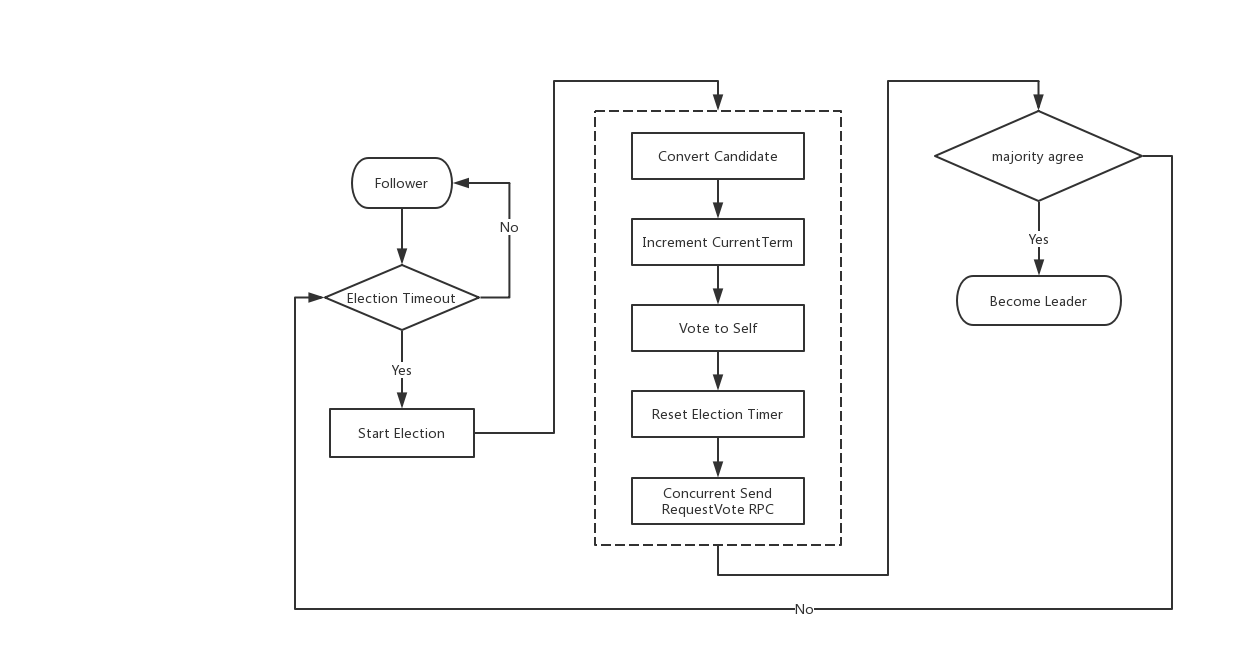 Follower
No
Election Timeout
Yes
Start Election
Convert Candidate
Increment CurrentTerm
Vote to Self
Reset Election Timer
Concurrent Send
RequestVote RPC
majority agree
Yes
Become Leader
No